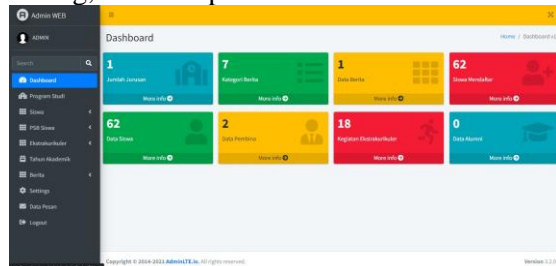 Admin WEB
ADMIN
Search
Dashboard
Program Studi
Siswa
PSB Siswa
Ekstrakurikuler
Tahun Akademik
Berita
Settings
Data Pesan
Logout
Dashboard
Home / Dashboard v1
1
Jumlah Jurusan
More info
7
Kategori Berita
More info
1
Data Berita
More info
62
Siswa Mendaftar
More info
62
Data Siswa
More info
2
Data Pembina
More info
18
Kegiatan Ekstrakurikuler
More info
0
Data Alumni
More info
Copyright © 2014-2021 AdminLTE.io. All rights reserved.